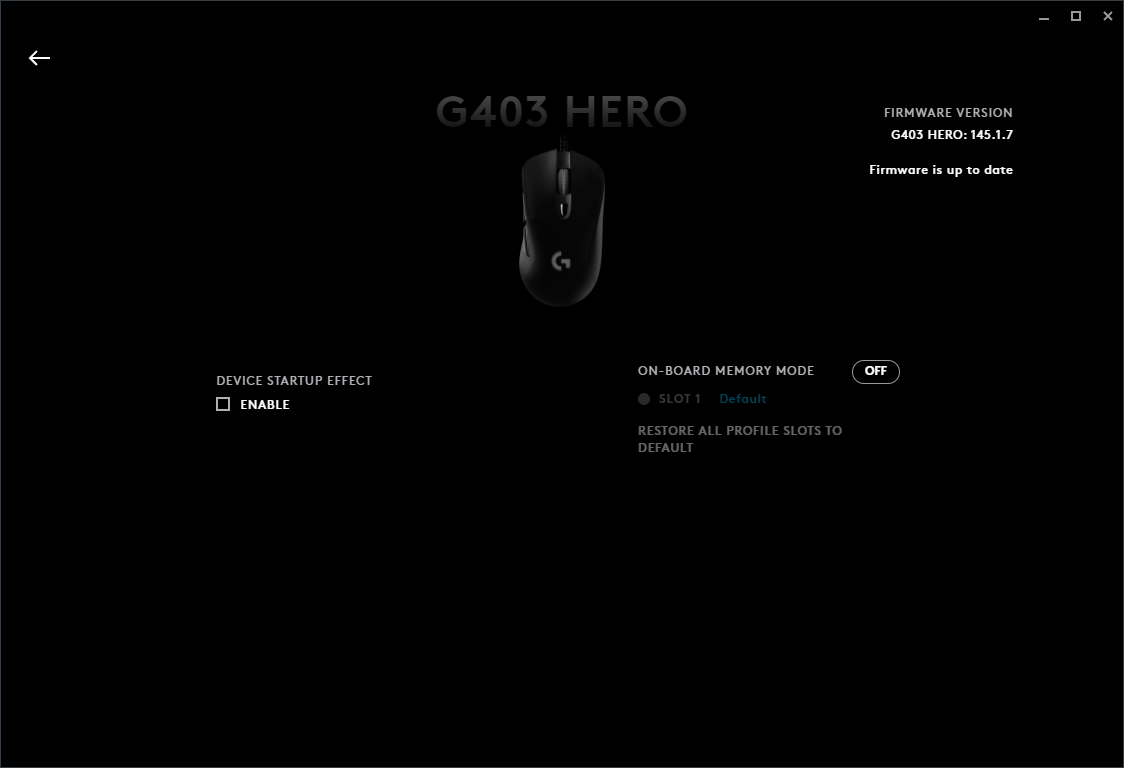 G403 HERO
FIRMWARE VERSION
G403 HERO: 145.1.7
Firmware is up to date
DEVICE STARTUP EFFECT
ENABLE
ON-BOARD MEMORY MODE OFF
SLOT 1 Default
RESTORE ALL PROFILE SLOTS TO
DEFAULT